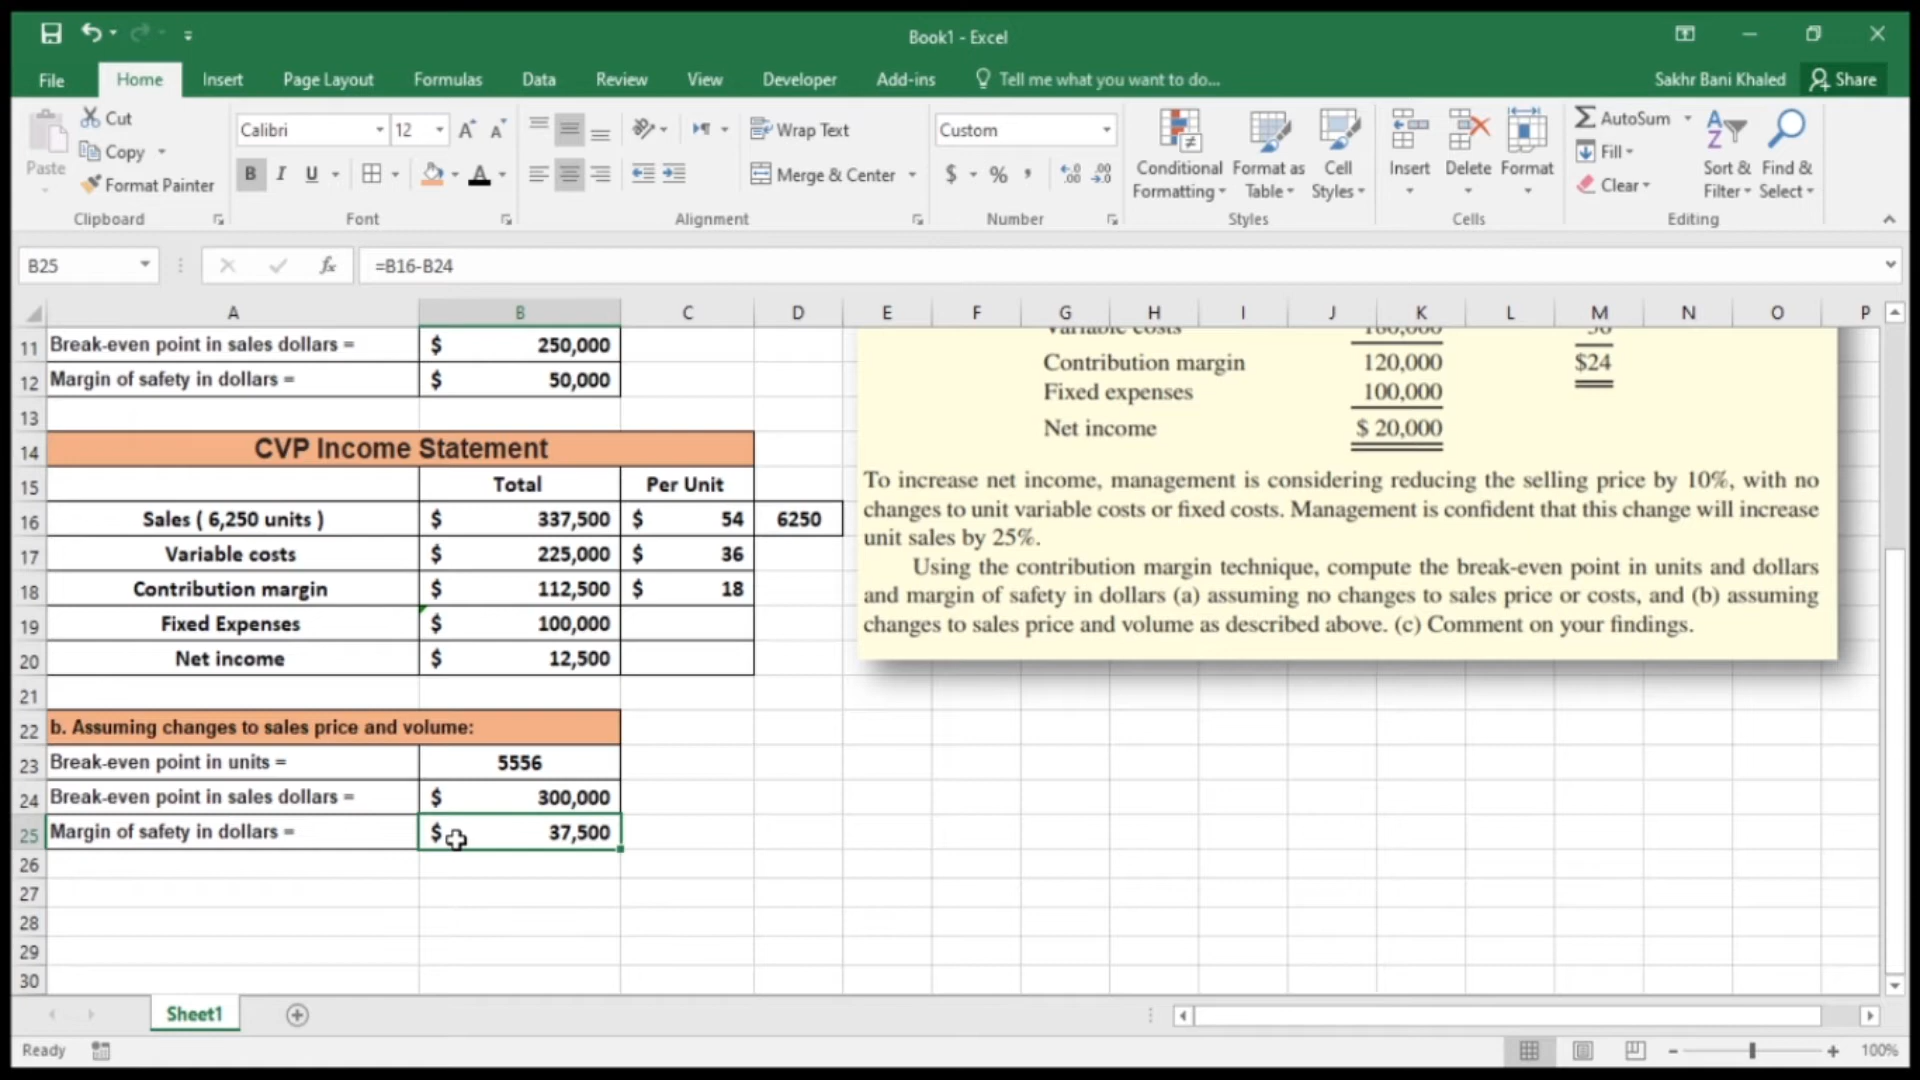 Book1 - Excel
File Home Insert Page Layout Formulas Data Review View Developer Add-ins Tell me what you want to do... Sakhr Bani Khaled Share
Cut
Copy
Format Painter
Paste
Clipboard
Calibri 12
B I U
Font
Wrap Text
Merge & Center
Alignment
Custom
$ % ,
Number
Conditional Formatting
Format as Table
Cell Styles
Styles
Insert Delete Format
Cells
AutoSum
Fill
Clear
Sort & Filter
Find & Select
Editing
B25 fx =B16-B24
A B C D E F G H I J K L M N O P
11 Break-even point in sales dollars = $ 250,000
12 Margin of safety in dollars = $ 50,000
13
14 CVP Income Statement
15 Total Per Unit
16 Sales ( 6,250 units ) $ 337,500 $ 54 6250
17 Variable costs $ 225,000 $ 36
18 Contribution margin $ 112,500 $ 18
19 Fixed Expenses $ 100,000
20 Net income $ 12,500
21
22 b. Assuming changes to sales price and volume:
23 Break-even point in units = 5556
24 Break-even point in sales dollars = $ 300,000
25 Margin of safety in dollars = $ 37,500
26
27
28
29
30
Variable costs
Contribution margin 120,000 $24
Fixed expenses 100,000
Net income $ 20,000
To increase net income, management is considering reducing the selling price by 10%, with no
changes to unit variable costs or fixed costs. Management is confident that this change will increase
unit sales by 25%.
Using the contribution margin technique, compute the break-even point in units and dollars
and margin of safety in dollars (a) assuming no changes to sales price or costs, and (b) assuming
changes to sales price and volume as described above. (c) Comment on your findings.
Sheet1
Ready
100%